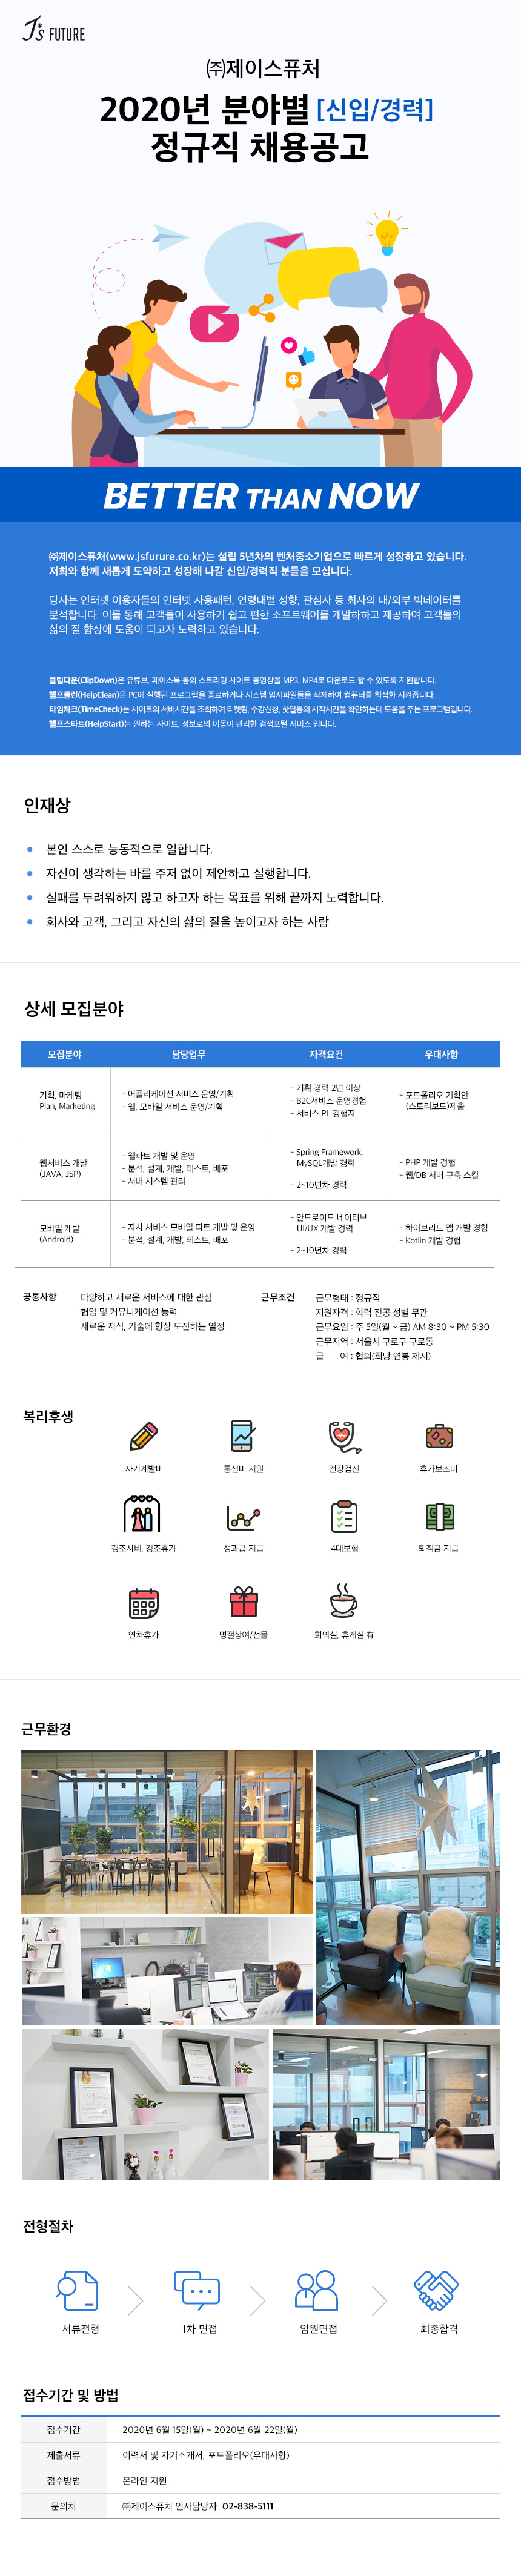 J's FUTURE
㈜제이스퓨처
2020년 분야별 [신입/경력]
정규직 채용공고
BETTER THAN NOW
㈜제이스퓨처(www.jsfurure.co.kr)는 설립 5년차의 벤처중소기업으로 빠르게 성장하고 있습니다.
저희와 함께 새롭게 도약하고 성장해 나갈 신입/경력직 분들을 모십니다.
당사는 인터넷 이용자들의 인터넷 사용패턴, 연령대별 성향, 관심사 등 회사의 내/외부 빅데이터를
분석합니다. 이를 통해 고객들이 사용하기 쉽고 편한 소프트웨어를 개발하하고 제공하여 고객들의
삶의 질 향상에 도움이 되고자 노력하고 있습니다.
클립다운(ClipDown)은 유튜브, 페이스북 등의 스트리밍 사이트 동영상을 MP3, MP4로 다운로드 할 수 있도록 지원합니다.
헬프클린(HelpClean)은 PC에 실행된 프로그램을 종료하거나 시스템 임시파일들을 삭제하여 컴퓨터를 최적화 시켜줍니다.
타임체크(TimeCheck)는 사이트의 서버시간을 조회하여 티켓팅, 수강신청, 핫딜등의 시작시간을 확인하는데 도움을 주는 프로그램입니다.
헬프스타트(HelpStart)는 원하는 사이트, 정보로의 이동이 편리한 검색포털 서비스 입니다.
인재상
본인 스스로 능동적으로 일합니다.
자신이 생각하는 바를 주저 없이 제안하고 실행합니다.
실패를 두려워하지 않고 하고자 하는 목표를 위해 끝까지 노력합니다.
회사와 고객, 그리고 자신의 삶의 질을 높이고자 하는 사람
상세 모집분야
모집분야 담당업무 자격요건 우대사항
기획, 마케팅
Plan, Marketing
- 어플리케이션 서비스 운영/기획
- 웹, 모바일 서비스 운영/기획
- 기획 경력 2년 이상
- B2C서비스 운영경험
- 서비스 PL 경험자
- 포트폴리오 기획안
(스토리보드)제출
웹서비스 개발
(JAVA, JSP)
- 웹파트 개발 및 운영
- 분석, 설계, 개발, 테스트, 배포
- 서버 시스템 관리
- Spring Framework,
MySQL개발 경력
- 2~10년차 경력
- PHP 개발 경험
- 웹/DB 서버 구축 스킬
모바일 개발
(Android)
- 자사 서비스 모바일 파트 개발 및 운영
- 분석, 설계, 개발, 테스트, 배포
- 안드로이드 네이티브
UI/UX 개발 경력
- 2~10년차 경력
- 하이브리드 앱 개발 경험
- Kotlin 개발 경험
공통사항
다양하고 새로운 서비스에 대한 관심
협업 및 커뮤니케이션 능력
새로운 지식, 기술에 항상 도전하는 열정
근무조건
근무형태 : 정규직
지원자격 : 학력 전공 성별 무관
근무요일 : 주 5일(월 ~ 금) AM 8:30 ~ PM 5:30
근무지역 : 서울시 구로구 구로동
급 여 : 협의(희망 연봉 제시)
복리후생
자기계발비 통신비 지원 건강검진 휴가보조비
경조사비, 경조휴가 성과급 지급 4대보험 퇴직금 지급
연차휴가 명절상여/선물 회의실, 휴게실 有
근무환경
전형절차
서류전형 1차 면접 임원면접 최종합격
접수기간 및 방법
접수기간 2020년 6월 15일(월) ~ 2020년 6월 22일(월)
제출서류 이력서 및 자기소개서, 포트폴리오(우대사항)
접수방법 온라인 지원
문의처 ㈜제이스퓨처 인사담당자 02-838-5111